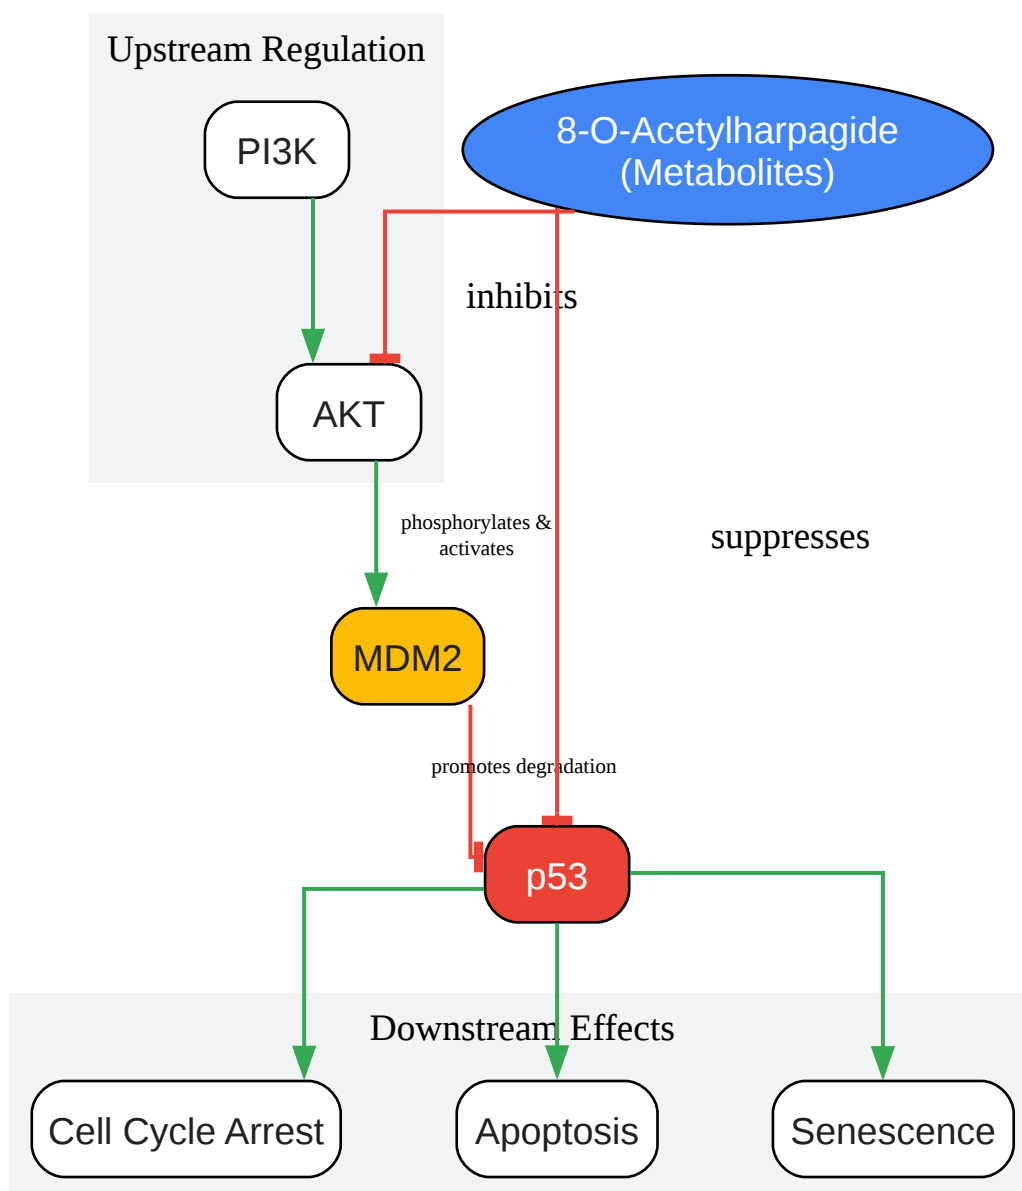 Upstream Regulation
PI3K
8-O-Acetylharpagide
(Metabolites)
inhibits
AKT
phosphorylates &
activates
suppresses
MDM2
promotes degradation
p53
Downstream Effects
Cell Cycle Arrest
Apoptosis
Senescence